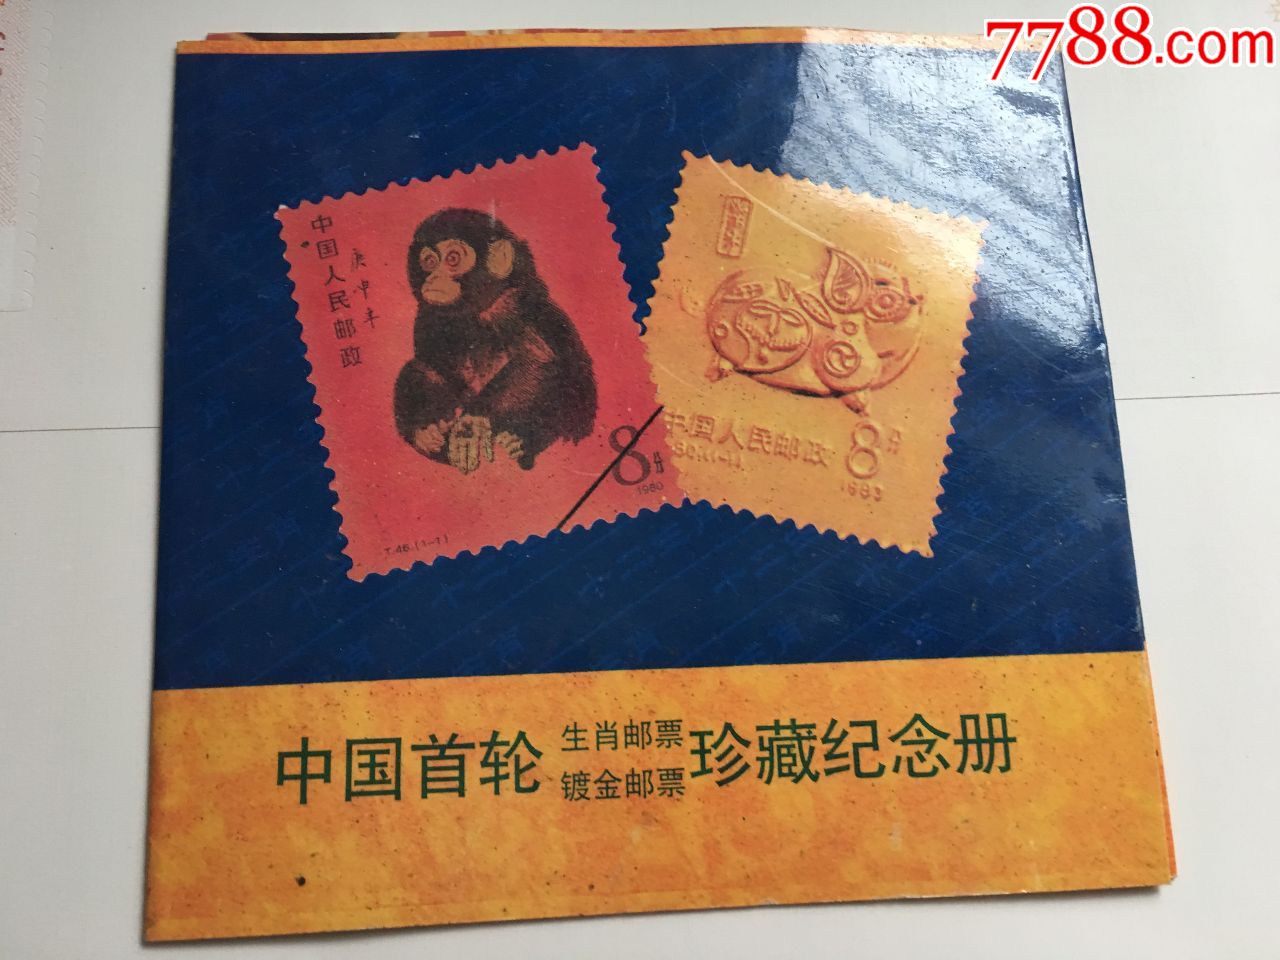 7788.com
中国人民邮政
庚申年
8分
1980
T.46.(1-1)
中国人民邮政
8分
1983
中国首轮
生肖邮票
镀金邮票
珍藏纪念册